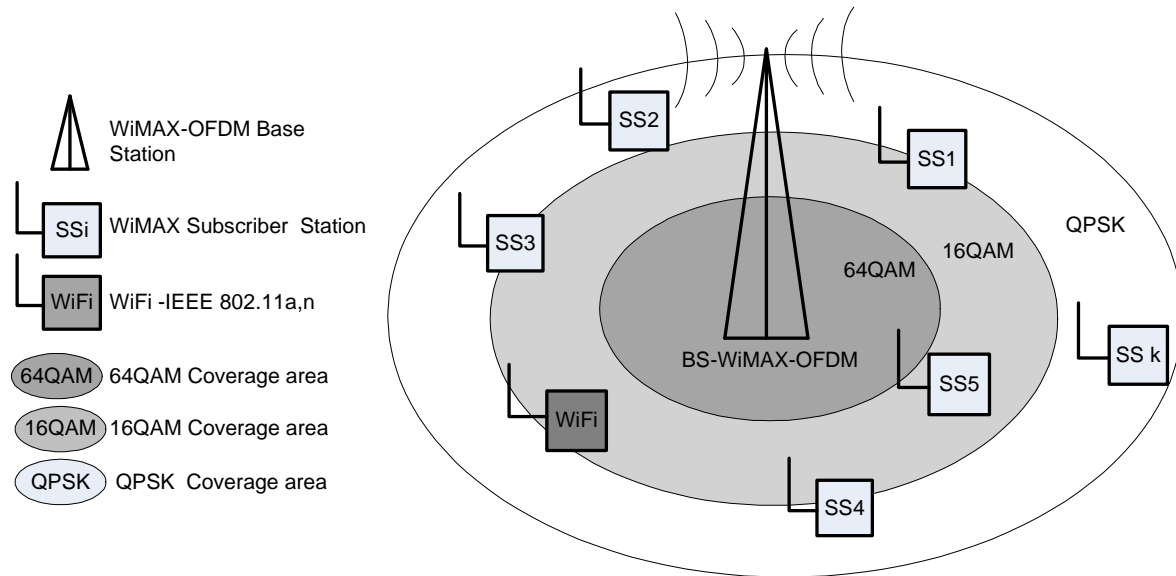 WiMAX-OFDM Base
Station
SSi
WiMAX Subscriber Station
WiFi
WiFi -IEEE 802.11a,n
64QAM
64QAM Coverage area
16QAM
16QAM Coverage area
QPSK
QPSK Coverage area
SS2
SS1
SS3
QPSK
16QAM
64QAM
BS-WiMAX-OFDM
SS k
SS5
WiFi
SS4